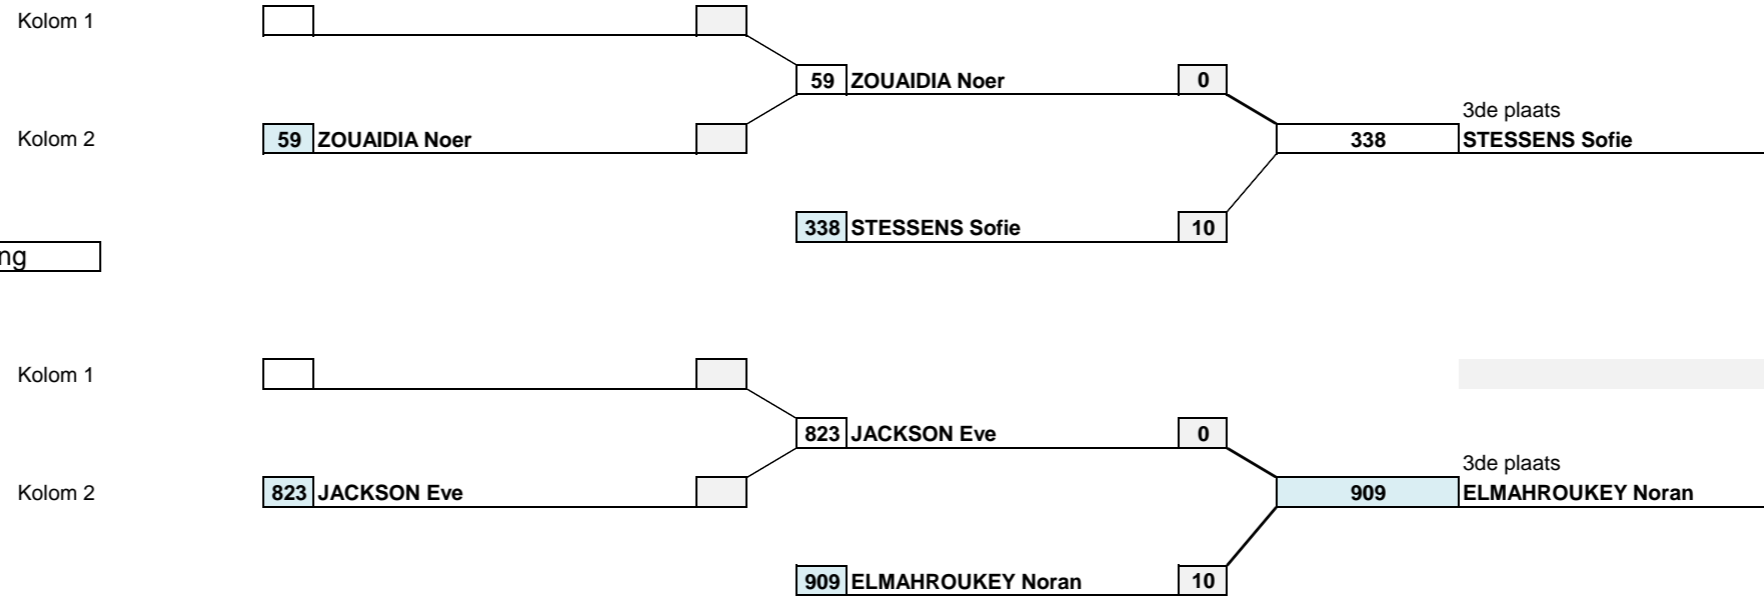 Kolom 1
59 ZOUAIDIA Noer 0
3de plaats
Kolom 2 59 ZOUAIDIA Noer 338 STESSENS Sofie
338 STESSENS Sofie 10
ng
Kolom 1
823 JACKSON Eve 0
3de plaats
Kolom 2 823 JACKSON Eve 909 ELMAHROUKEY Noran
909 ELMAHROUKEY Noran 10